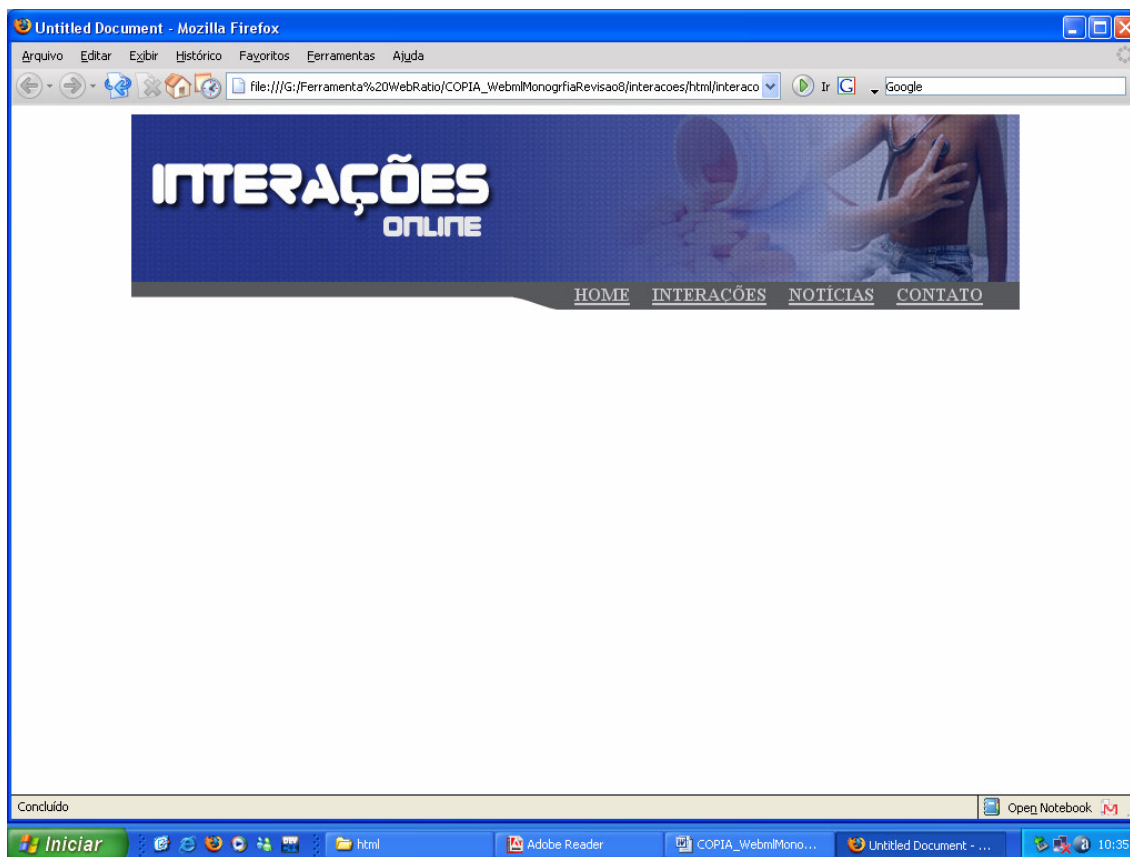 Untitled Document - Mozilla Firefox
Arquivo Editar Exibir Histórico Favoritos Ferramentas Ajuda
file:///G:/Ferramenta%20WebRatio/COPIA_WebmlMonogrfiaRevisao8/interacoes/html/interaco Ir G Google
INTERAÇÕES
ONLINE
HOME INTERAÇÕES NOTÍCIAS CONTATO
Concluído Open Notebook
Iniciar html Adobe Reader COPIA_WebmlMono... Untitled Document - ... 10:35